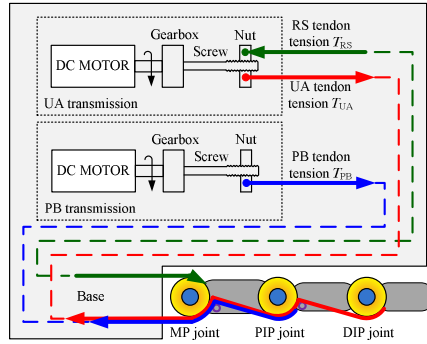 Gearbox
Nut
Screw
DC MOTOR
UA transmission
RS tendon
tension T_RS
UA tendon
tension T_UA
Gearbox
Nut
Screw
DC MOTOR
PB transmission
PB tendon
tension T_PB
Base
MP joint
PIP joint
DIP joint